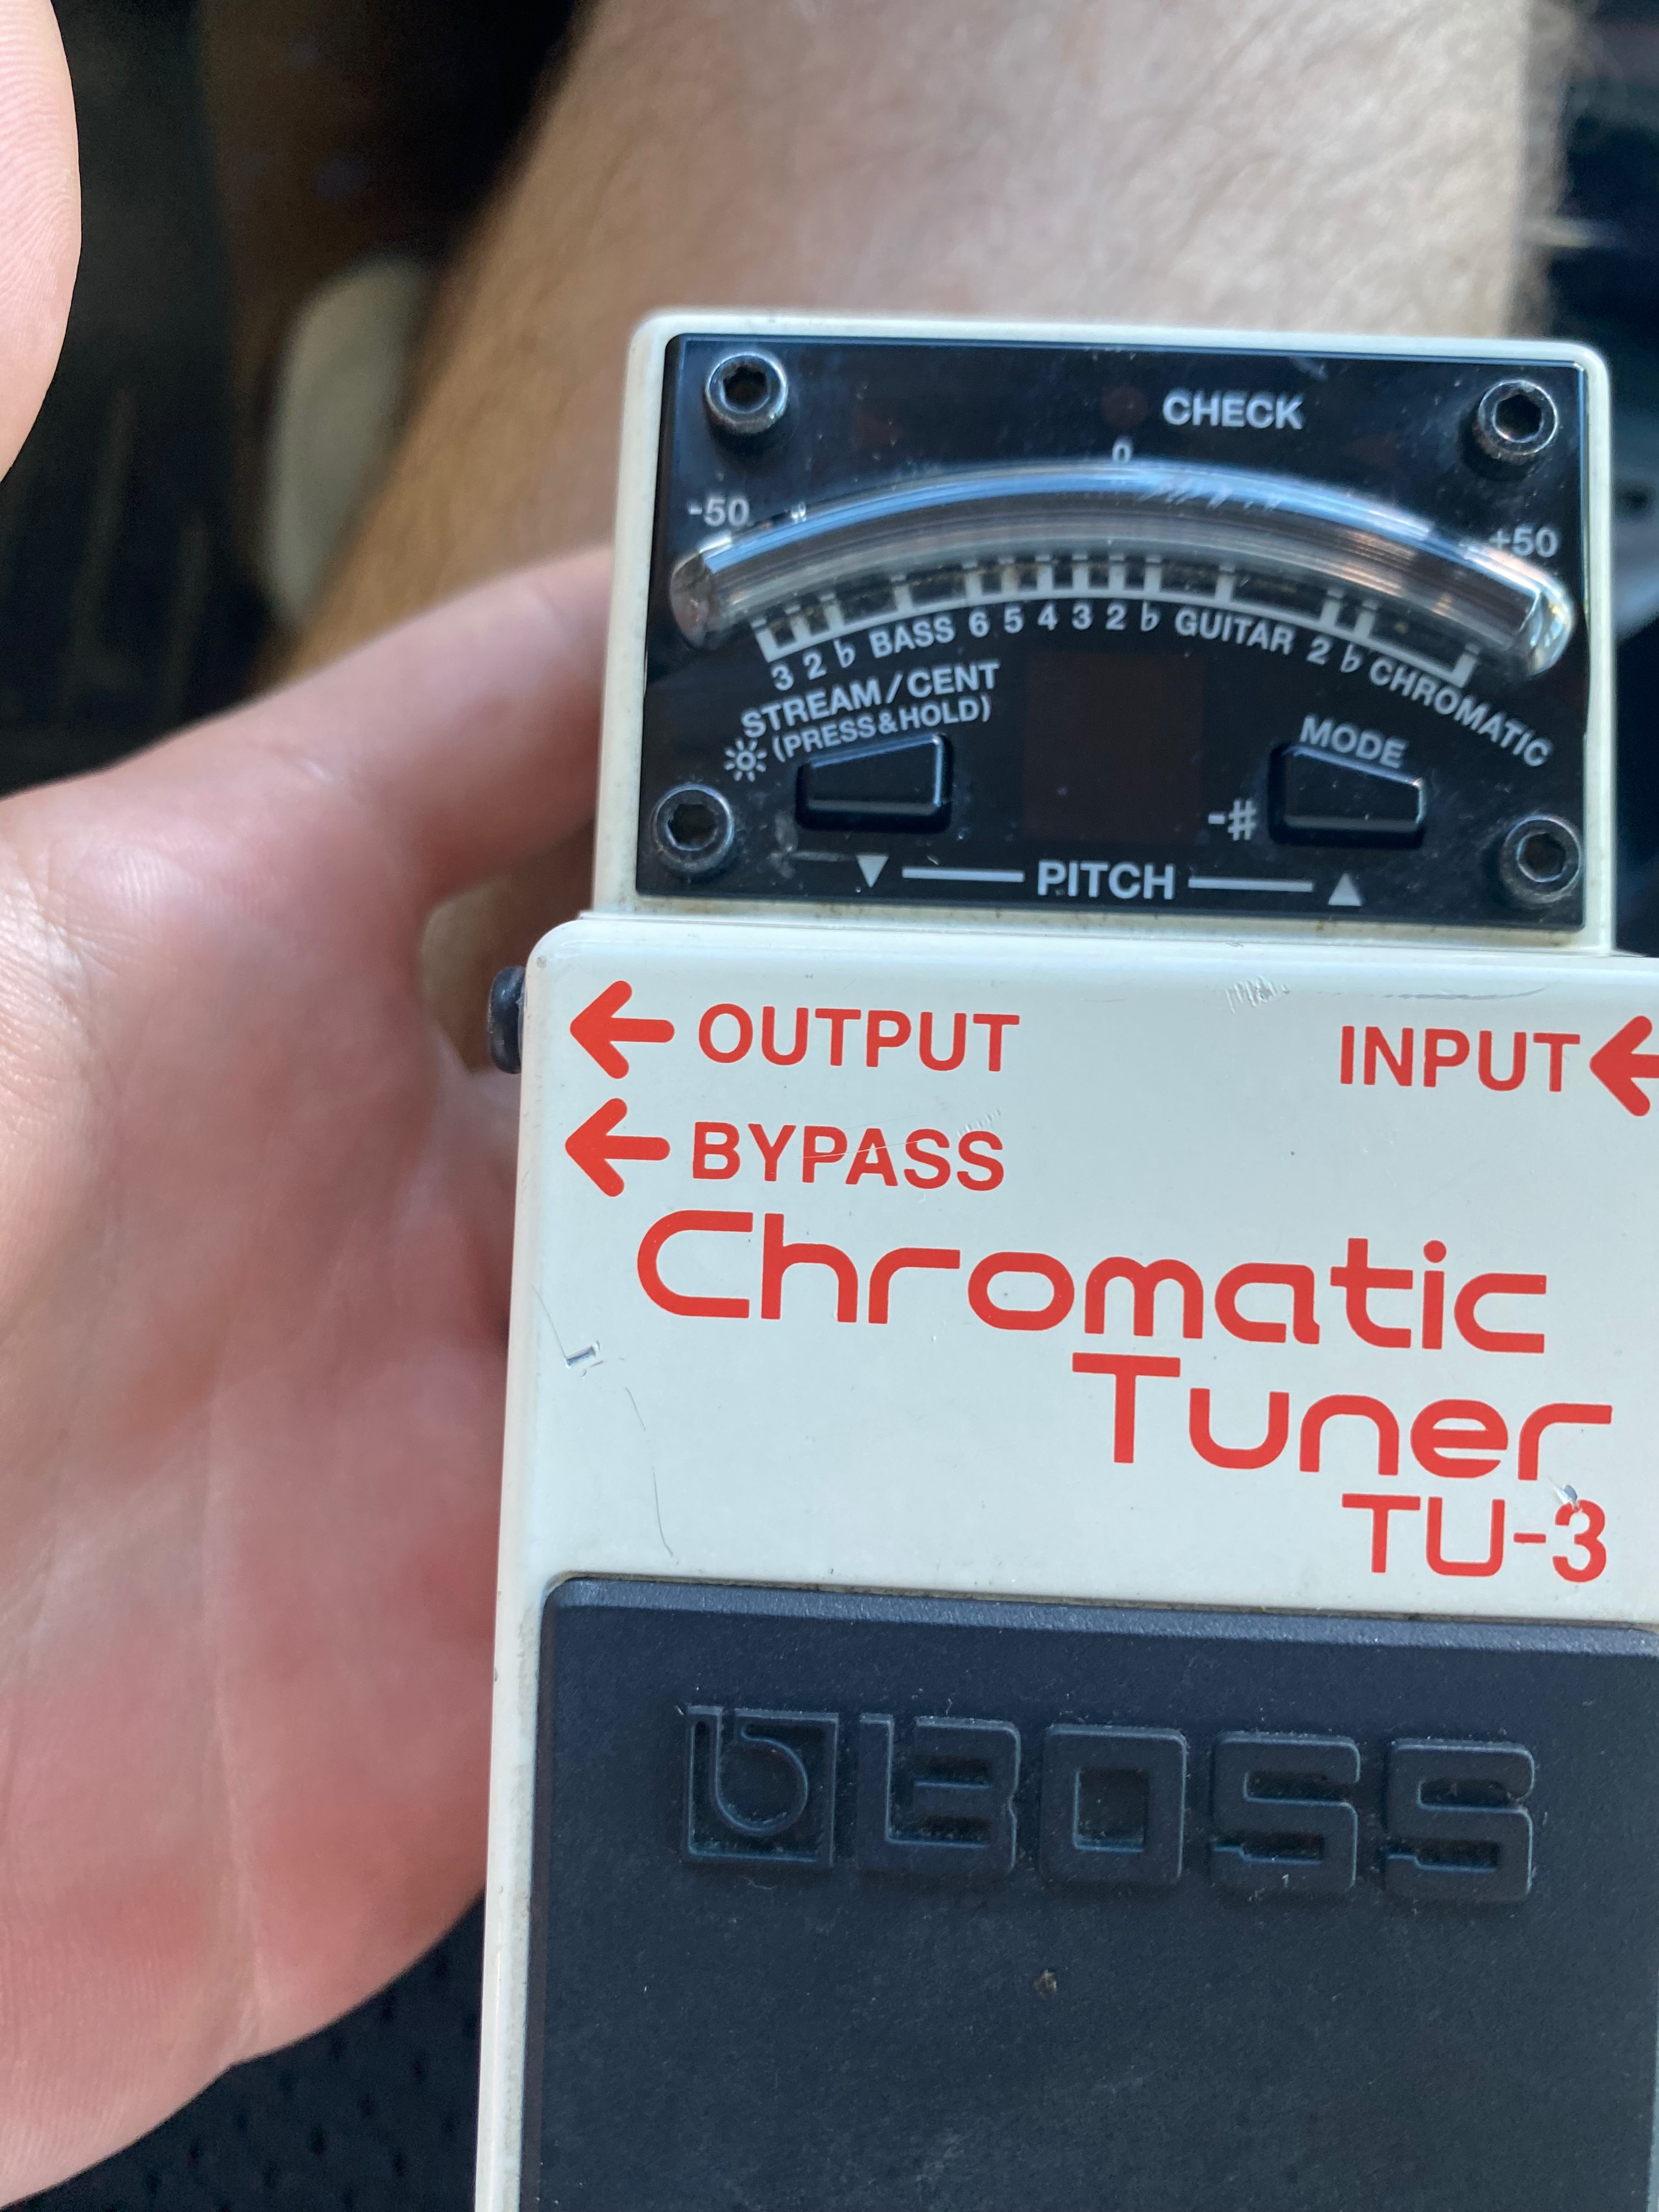 CHECK
0
-50 +50
3 2 ♭ BASS 6 5 4 3 2 ♭ GUITAR 2 ♭ CHROMATIC
STREAM/CENT
(PRESS&HOLD)
MODE
-#
▼ PITCH ▲
← OUTPUT
INPUT ←
← BYPASS
Chromatic
Tuner
TU-3
BOSS